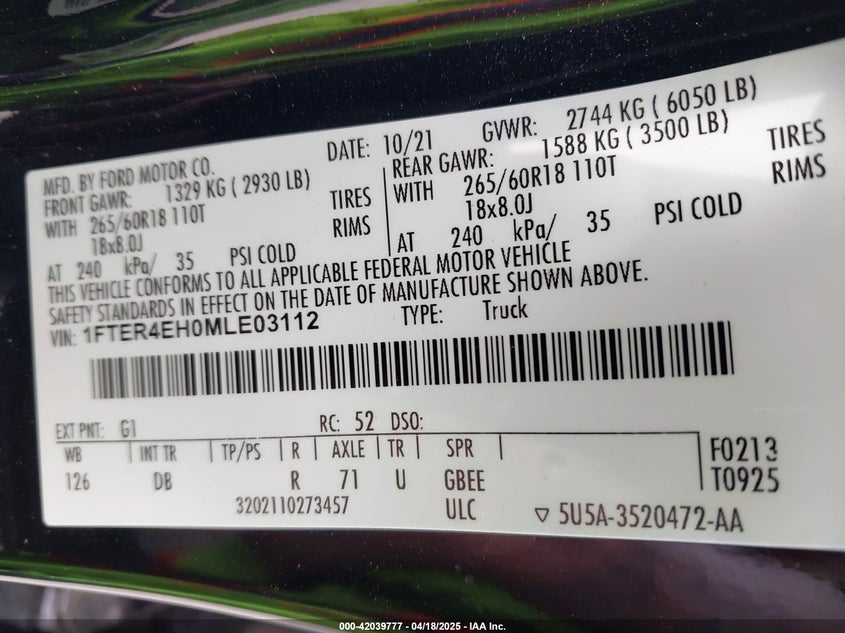 MFD. BY FORD MOTOR CO. DATE: 10/21 GVWR: 2744 KG ( 6050 LB)
FRONT GAWR: 1329 KG ( 2930 LB) REAR GAWR: 1588 KG ( 3500 LB)
WITH 265/60R18 110T TIRES WITH 265/60R18 110T TIRES
18x8.0J RIMS 18x8.0J RIMS
AT 240 kPa/ 35 PSI COLD AT 240 kPa/ 35 PSI COLD
THIS VEHICLE CONFORMS TO ALL APPLICABLE FEDERAL MOTOR VEHICLE
SAFETY STANDARDS IN EFFECT ON THE DATE OF MANUFACTURE SHOWN ABOVE.
VIN: 1FTER4EH0MLE03112 TYPE: Truck
EXT PNT: G1 RC: 52 DSO:
WB INT TR TP/PS R AXLE TR SPR F0213
126 DB R 71 U GBEE T0925
3202110273457 ULC ▽ 5U5A-3520472-AA
000-42039777 / 04/18/2025 - IAA Inc.